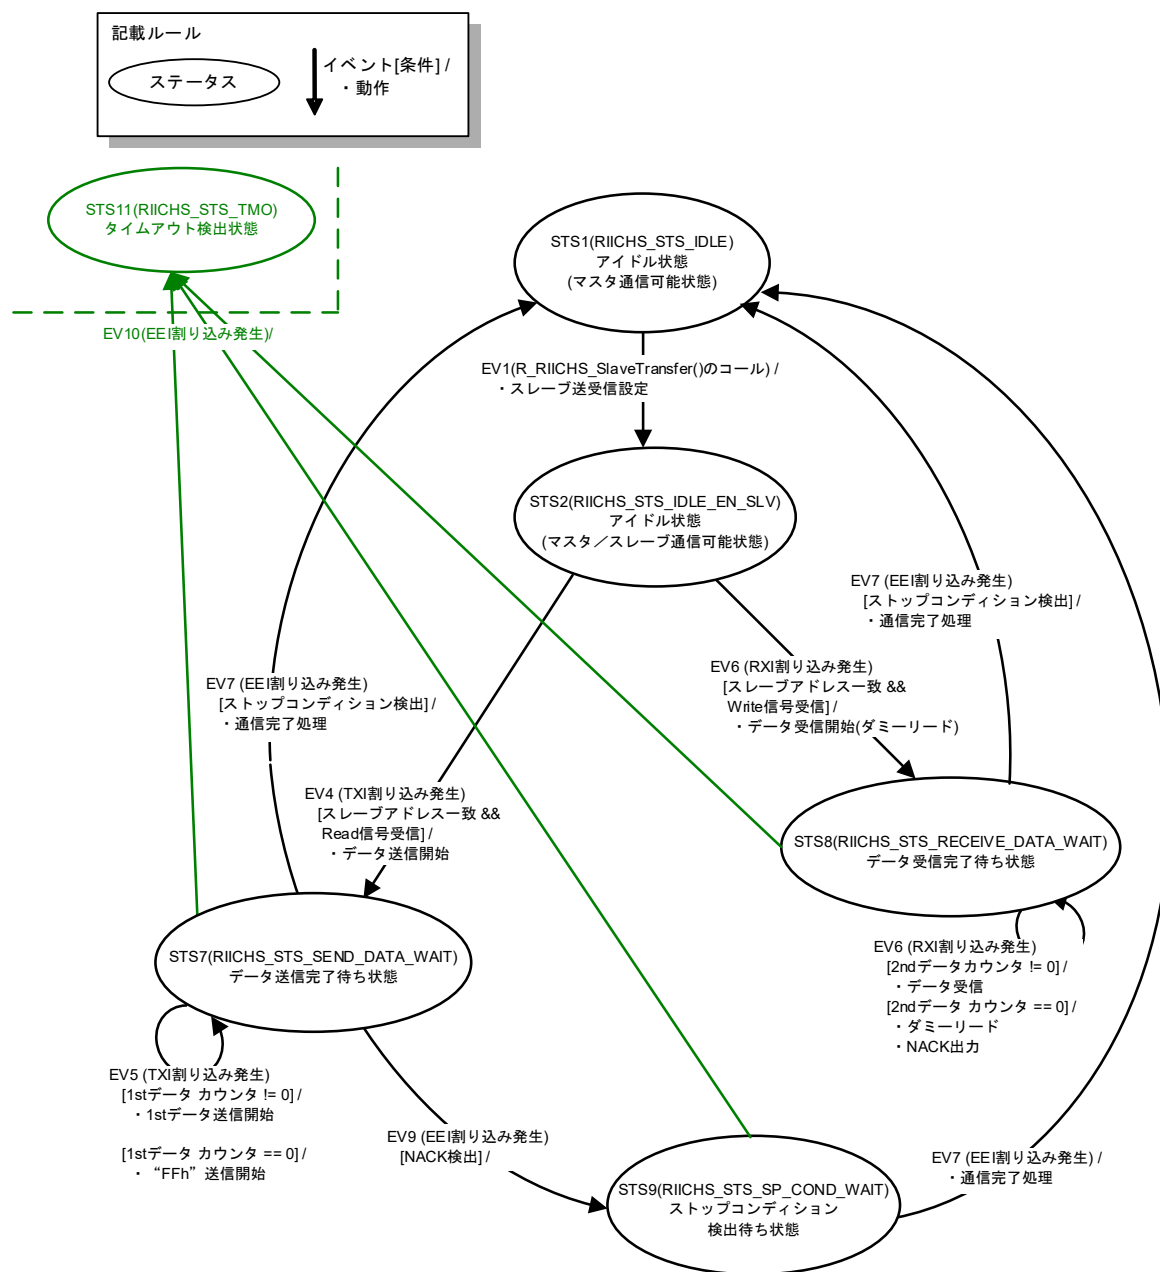 記載ルール
ステータス
イベント[条件] /
・動作
STS11(RIICHS_STS_TMO)
タイムアウト検出状態
EV10(EEI割り込み発生)/
STS1(RIICHS_STS_IDLE)
アイドル状態
(マスタ通信可能状態)
EV1(R_RIICHS_SlaveTransfer()のコール) /
・スレーブ送受信設定
STS2(RIICHS_STS_IDLE_EN_SLV)
アイドル状態
(マスタ／スレーブ通信可能状態)
EV7 (EEI割り込み発生)
[ストップコンディション検出] /
・通信完了処理
EV6 (RXI割り込み発生)
[スレーブアドレス一致 &&
Write信号受信] /
・データ受信開始(ダミーリード)
EV7 (EEI割り込み発生)
[ストップコンディション検出] /
・通信完了処理
EV4 (TXI割り込み発生)
[スレーブアドレス一致 &&
Read信号受信] /
・データ送信開始
STS8(RIICHS_STS_RECEIVE_DATA_WAIT)
データ受信完了待ち状態
STS7(RIICHS_STS_SEND_DATA_WAIT)
データ送信完了待ち状態
EV6 (RXI割り込み発生)
[2ndデータカウンタ != 0] /
・データ受信
[2ndデータ カウンタ == 0] /
・ダミーリード
・NACK出力
EV5 (TXI割り込み発生)
[1stデータ カウンタ != 0] /
・1stデータ送信開始
[1stデータ カウンタ == 0] /
・“FFh”送信開始
EV9 (EEI割り込み発生)
[NACK検出] /
EV7 (EEI割り込み発生) /
・通信完了処理
STS9(RIICHS_STS_SP_COND_WAIT)
ストップコンディション
検出待ち状態